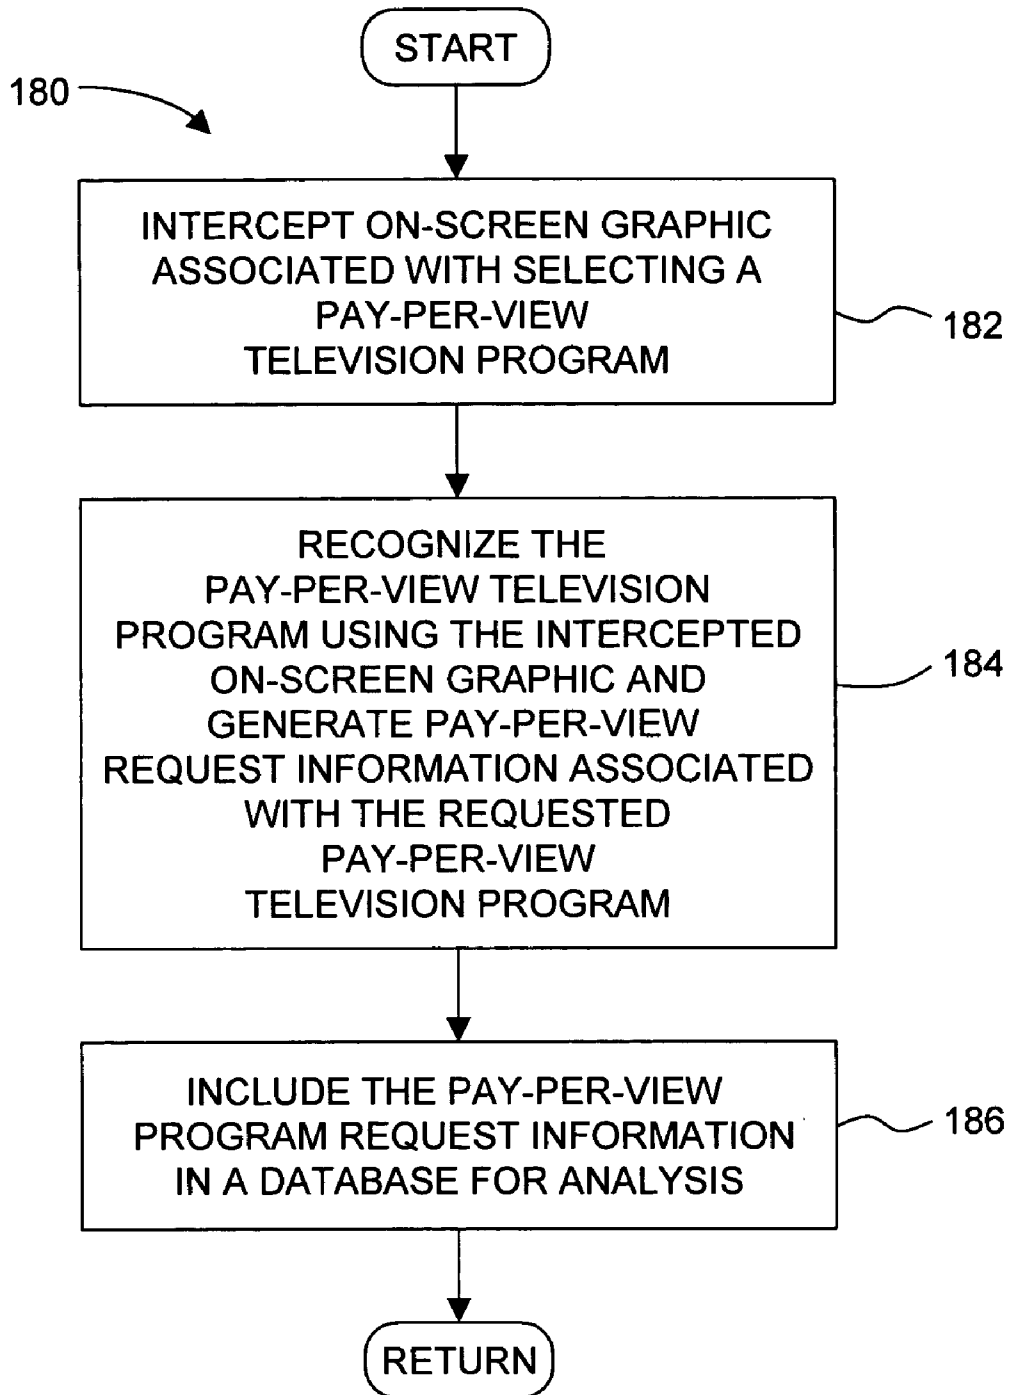 START
180
INTERCEPT ON-SCREEN GRAPHIC
ASSOCIATED WITH SELECTING A
PAY-PER-VIEW
TELEVISION PROGRAM
182
RECOGNIZE THE
PAY-PER-VIEW TELEVISION
PROGRAM USING THE INTERCEPTED
ON-SCREEN GRAPHIC AND
GENERATE PAY-PER-VIEW
REQUEST INFORMATION ASSOCIATED
WITH THE REQUESTED
PAY-PER-VIEW
TELEVISION PROGRAM
184
INCLUDE THE PAY-PER-VIEW
PROGRAM REQUEST INFORMATION
IN A DATABASE FOR ANALYSIS
186
RETURN